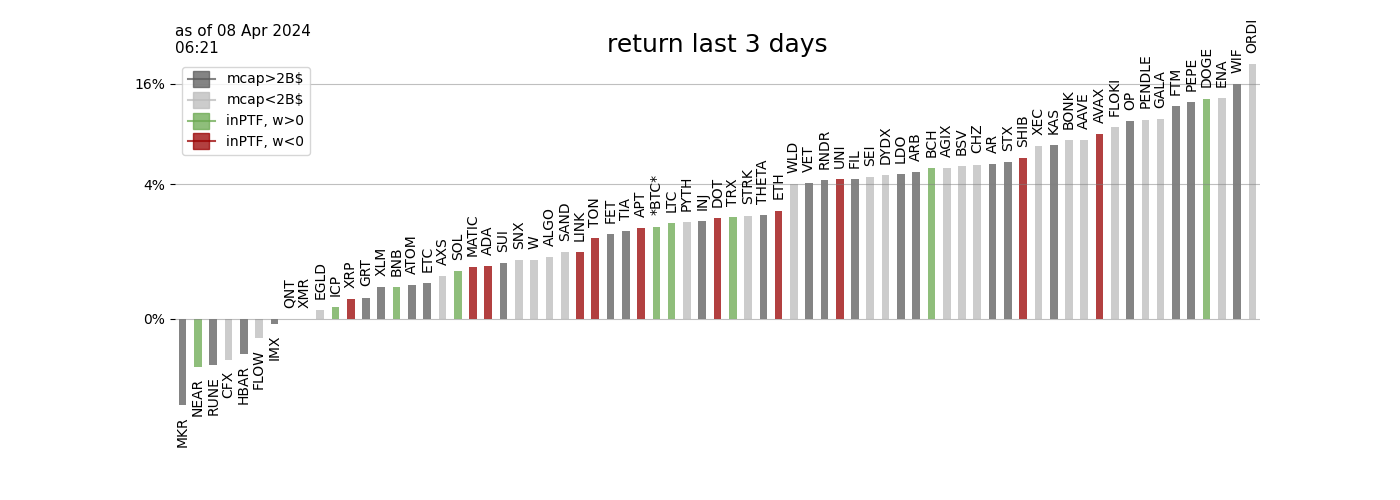 as of 08 Apr 2024
06:21
return last 3 days
mcap>2B$
mcap<2B$
inPTF, w>0
inPTF, w<0
16%
4%
0%
MKR
NEAR
RUNE
CFX
HBAR
FLOW
IMX
QNT
XMR
EGLD
ICP
XRP
GRT
XLM
BNB
ATOM
ETC
AXS
SOL
MATIC
ADA
SUI
SNX
W
ALGO
SAND
LINK
TON
FET
TIA
APT
*BTC*
LTC
PYTH
INJ
DOT
TRX
STRK
THETA
ETH
WLD
VET
RNDR
UNI
FIL
SEI
DYDX
LDO
ARB
BCH
AGIX
BSV
CHZ
AR
STX
SHIB
XEC
KAS
BONK
AAVE
AVAX
FLOKI
OP
PENDLE
GALA
FTM
PEPE
DOGE
ENA
WIF
ORDI